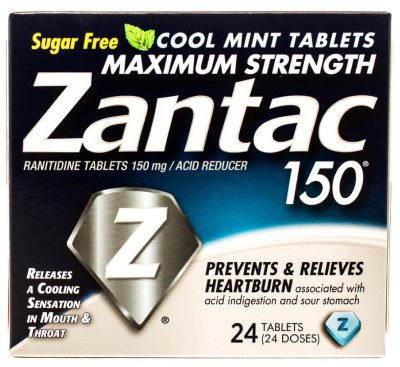 Sugar Free COOL MINT TABLETS
MAXIMUM STRENGTH
Zantac
RANITIDINE TABLETS 150 mg / ACID REDUCER
150®
Z
RELEASES
A COOLING
SENSATION
IN MOUTH &
THROAT
®
PREVENTS & RELIEVES
HEARTBURN associated with
acid indigestion and sour stomach
24 TABLETS
(24 DOSES)
Z